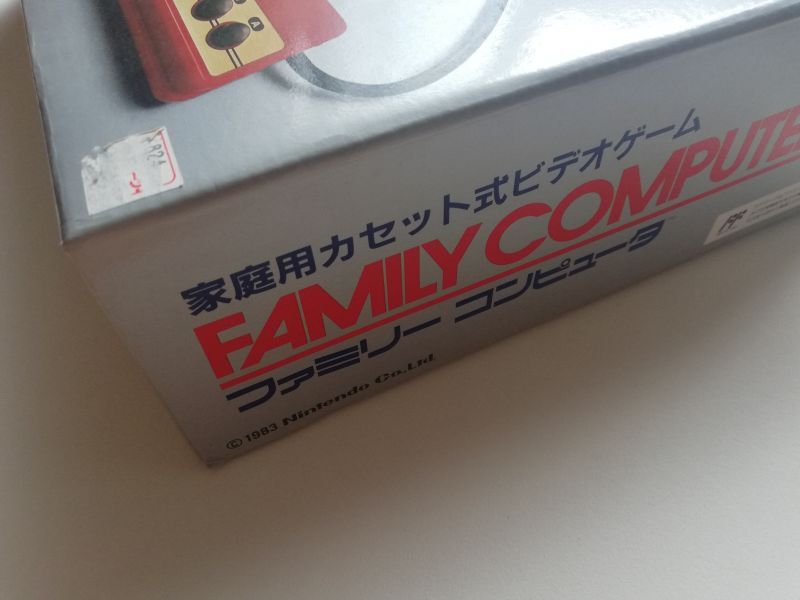 A
R24
家庭用カセット式ビデオゲーム
FAMILY COMPUTE
ファミリー コンピュータ
© 1983 Nintendo Co.,Ltd.